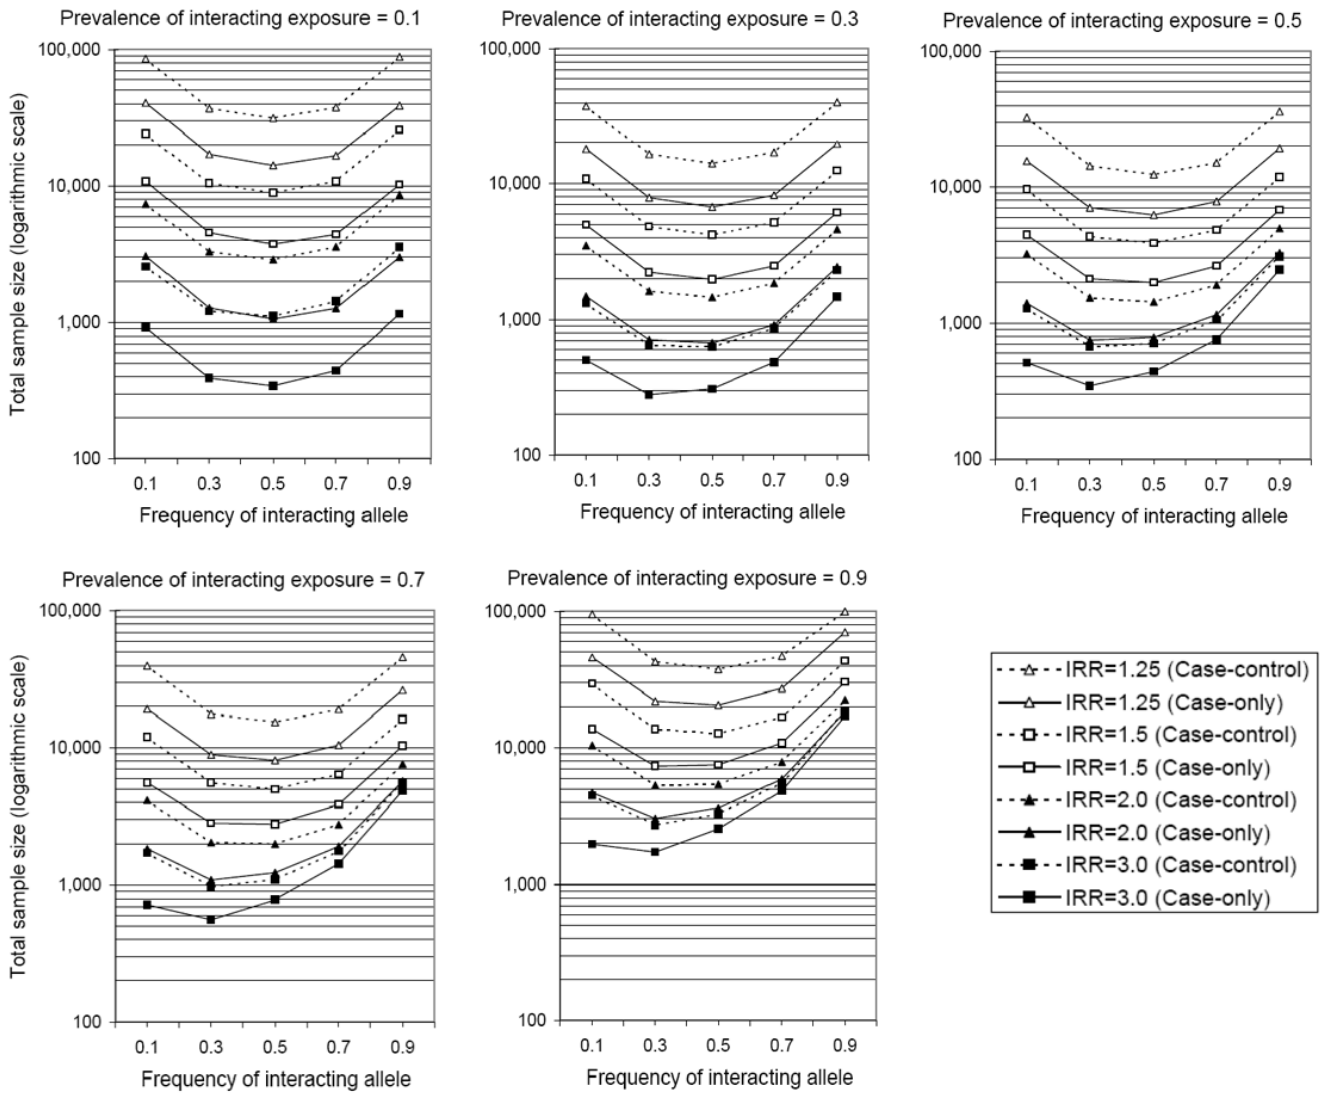 Prevalence of interacting exposure = 0.1
Total sample size (logarithmic scale)
100,000
10,000
1,000
100
0.1 0.3 0.5 0.7 0.9
Frequency of interacting allele
Prevalence of interacting exposure = 0.3
100,000
10,000
1,000
100
0.1 0.3 0.5 0.7 0.9
Frequency of interacting allele
Prevalence of interacting exposure = 0.5
100,000
10,000
1,000
100
0.1 0.3 0.5 0.7 0.9
Frequency of interacting allele
Prevalence of interacting exposure = 0.7
Total sample size (logarithmic scale)
100,000
10,000
1,000
100
0.1 0.3 0.5 0.7 0.9
Frequency of interacting allele
Prevalence of interacting exposure = 0.9
100,000
10,000
1,000
100
0.1 0.3 0.5 0.7 0.9
Frequency of interacting allele
IRR=1.25 (Case-control)
IRR=1.25 (Case-only)
IRR=1.5 (Case-control)
IRR=1.5 (Case-only)
IRR=2.0 (Case-control)
IRR=2.0 (Case-only)
IRR=3.0 (Case-control)
IRR=3.0 (Case-only)